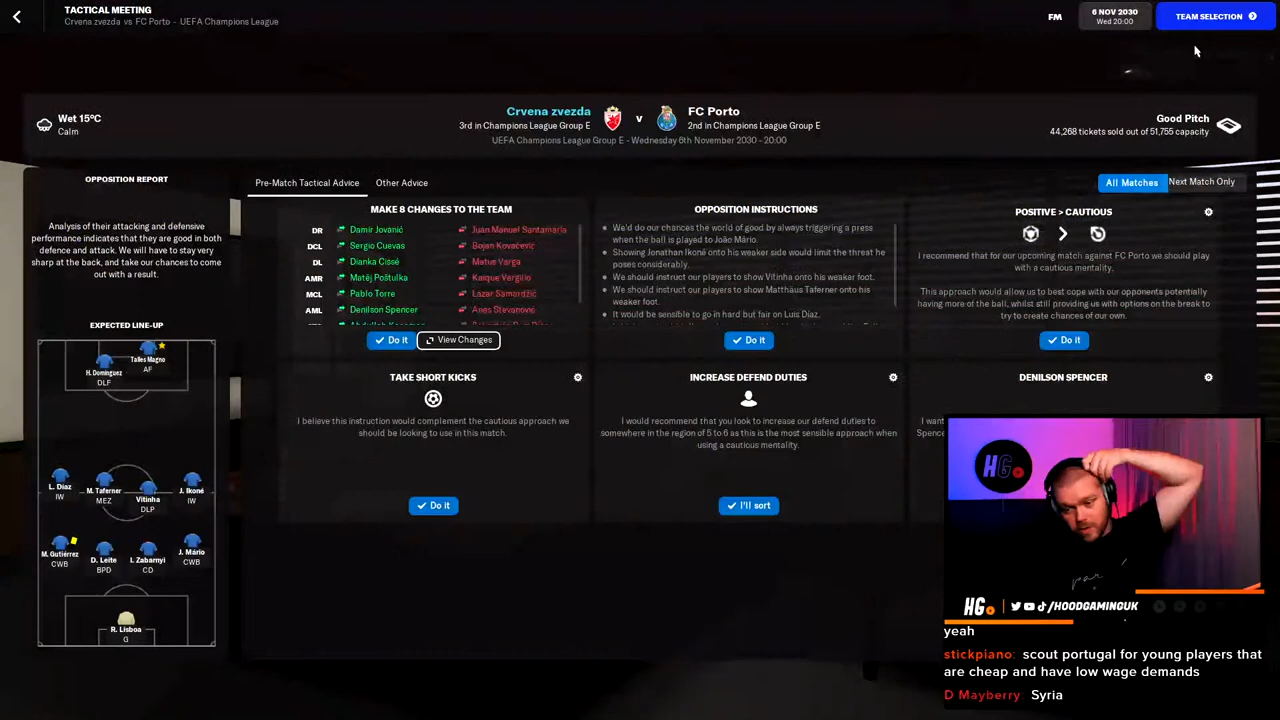 TACTICAL MEETING
Crvena zvezda vs FC Porto - UEFA Champions League
FM
6 NOV 2030
Wed 20:00
TEAM SELECTION
Wet 15°C
Calm
Crvena zvezda
3rd in Champions League Group E
v
FC Porto
2nd in Champions League Group E
UEFA Champions League Group E - Wednesday 6th November 2030 - 20:00
Good Pitch
44,268 tickets sold out of 51,755 capacity
OPPOSITION REPORT
Analysis of their attacking and defensive
performance indicates that they are good in both
defence and attack. We will have to stay very
sharp at the back, and take our chances to
come out with a result.
EXPECTED LINE-UP
Talles Magno
AF
H. Domínguez
DLF
L. Díaz
IW
M. Taferner
MEZ
Vitinha
DLP
J. Ikoné
IW
M. Gutiérrez
CWB
D. Leite
BPD
I. Zabarnyi
CD
J. Mário
CWB
R. Lisboa
G
Pre-Match Tactical Advice
Other Advice
All Matches
Next Match Only
MAKE 8 CHANGES TO THE TEAM
DR Damir Jovanić Juan Manuel Santamaría
DCL Sergio Cuevas Bojan Kovačević
DL Dianka Cissé Matus Varga
AMR Matěj Poštulka Kaique Vergilio
MCL Pablo Torre Lazar Samardzic
AML Denilson Spencer Anes Stevanovic
Do it
View Changes
OPPOSITION INSTRUCTIONS
We'd do our chances the world of good by always triggering a press
when the ball is played to João Mário.
Showing Jonathan Ikoné onto his weaker side would limit the threat he
poses considerably.
We should instruct our players to show Vitinha onto his weaker foot.
We should instruct our players to show Matthäus Taferner onto his
weaker foot.
It would be sensible to go in hard but fair on Luis Díaz.
Do it
POSITIVE > CAUTIOUS
I recommend that for our upcoming match against FC Porto we should play
with a cautious mentality.
This approach would allow us to best cope with our opponents potentially
having more of the ball, whilst still providing us with options on the break to
try to create chances of our own.
Do it
TAKE SHORT KICKS
I believe this instruction would complement the cautious approach we
should be looking to use in this match.
Do it
INCREASE DEFEND DUTIES
I would recommend that you look to increase our defend duties to
somewhere in the region of 5 to 6 as this is the most sensible approach when
using a cautious mentality.
I'll sort
DENILSON SPENCER
I want
Spence
HG
HG
/HOODGAMINGUK
yeah
stickpiano: scout portugal for young players that
are cheap and have low wage demands
D Mayberry: Syria